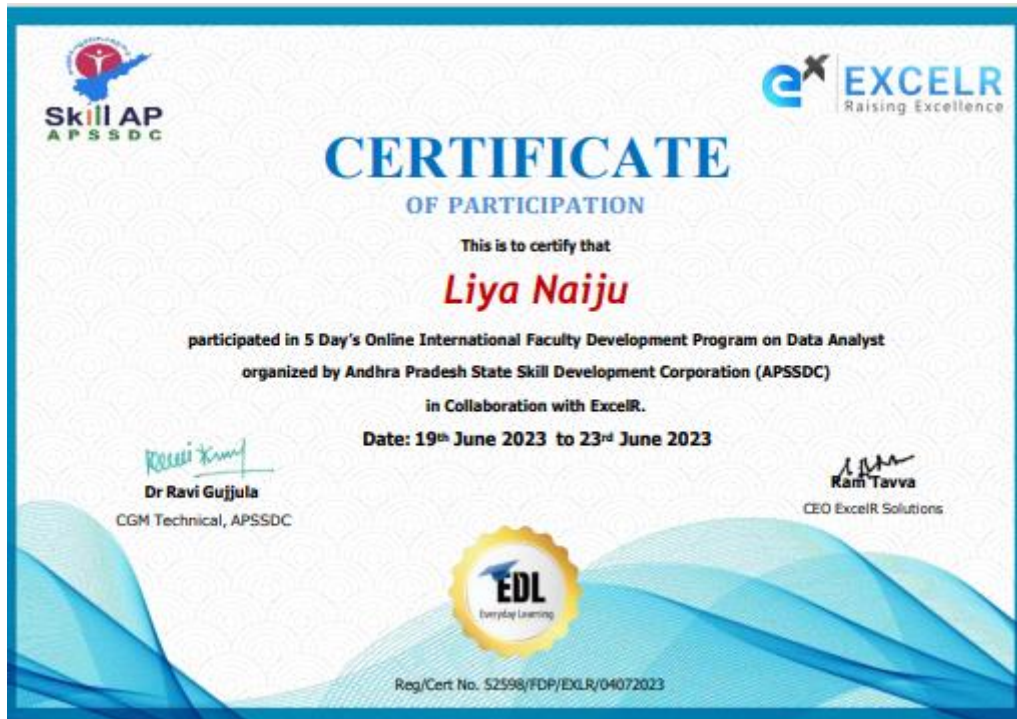 Skill AP
APSSDC
ex EXCELR
Raising Excellence
CERTIFICATE
OF PARTICIPATION
This is to certify that
Liya Naiju
participated in 5 Day's Online International Faculty Development Program on Data Analyst
organized by Andhra Pradesh State Skill Development Corporation (APSSDC)
in Collaboration with ExcelR.
Date: 19th June 2023 to 23rd June 2023
Dr Ravi Gujjula
CGM Technical, APSSDC
Ram Tavva
CEO ExcelR Solutions
EDL
Everyday Learning
Reg/Cert No. 52598/FDP/EXLR/04072023